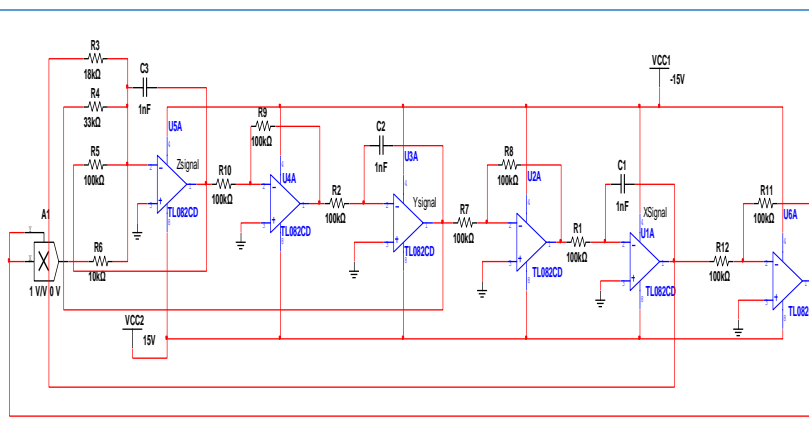 R3
18kΩ
C3
1nF
R4
33kΩ
R5
100kΩ
U5A
Zsignal
TL082CD
R10
100kΩ
R9
100kΩ
U4A
TL082CD
R2
100kΩ
C2
1nF
U3A
Ysignal
TL082CD
R7
100kΩ
R8
100kΩ
U2A
TL082CD
R1
100kΩ
C1
1nF
XSignal
U1A
TL082CD
VCC1
-15V
R12
100kΩ
R11
100kΩ
U6A
TL082
A1
1 V/V 0 V
R6
10kΩ
VCC2
15V